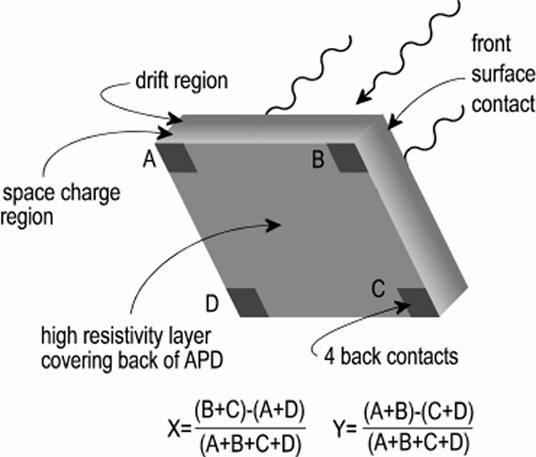 front
surface
contact
drift region
A
B
space charge
region
D
C
high resistivity layer
covering back of APD
4 back contacts
X=(B+C)-(A+D)/(A+B+C+D) Y=(A+B)-(C+D)/(A+B+C+D)